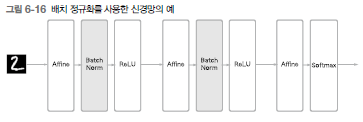 그림 6-16 배치 정규화를 사용한 신경망의 예
2
Affine
Batch
Norm
ReLU
Affine
Batch
Norm
ReLU
Affine
Softmax